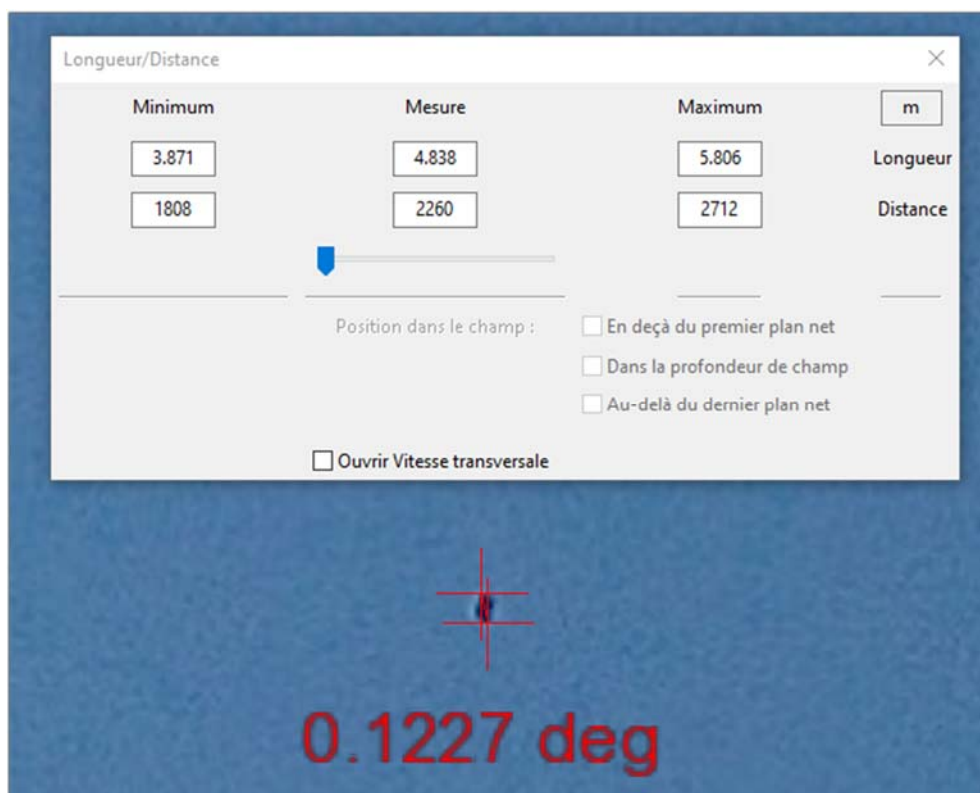 Longueur/Distance
Minimum Mesure Maximum m
3.871 4.838 5.806 Longueur
1808 2260 2712 Distance
Position dans le champ : En deçà du premier plan net
Dans la profondeur de champ
Au-delà du dernier plan net
Ouvrir Vitesse transversale
0.1227 deg